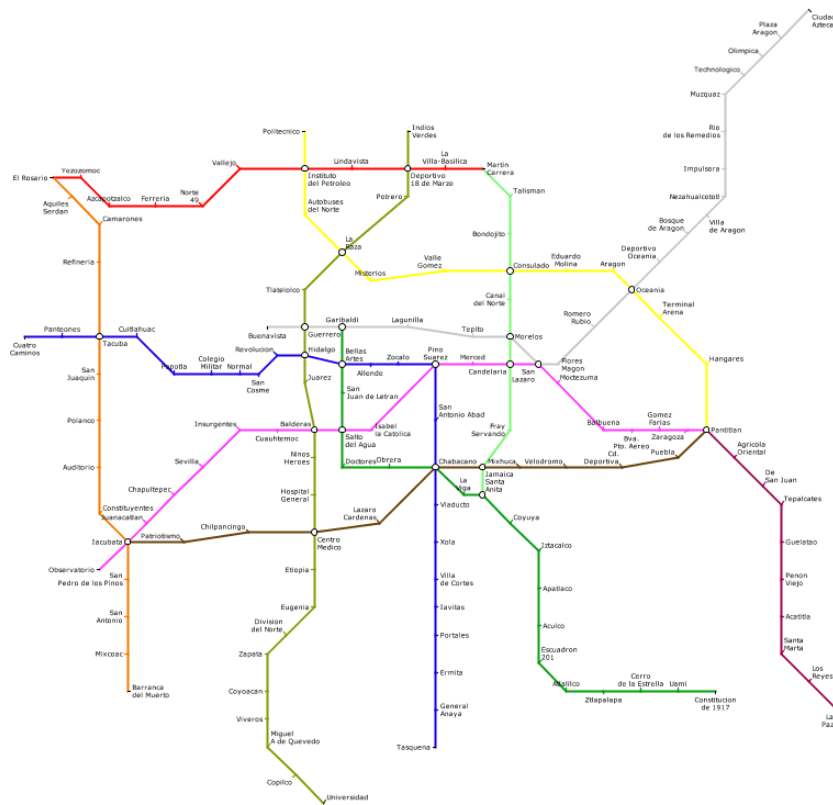 Ciudad
Azteca
Plaza
Aragon
Olimpica
Technologico
Muzquaz
Rio
de los Remedios
Impulsora
Nezahualcototl
Villa
de Aragon
Bosque
de Aragon
Deportivo
Oceania
Oceania
Romero
Rubio
Flores
Magon
Politecnico
Indios
Verdes
Vallejo
Lindavista
La
Villa-Basilica
Martin
Carrera
Instituto
del Petroleo
Deportivo
18 de Marzo
El Rosario
Yezozomoc
Azcapotzalco
Ferreria
Norte
49
Aquiles
Serdan
Camarones
Refineria
Autobuses
del Norte
Potrero
Talisman
Bondojito
La
Raza
Misterios
Valle
Gomez
Consulado
Eduardo
Molina
Aragon
Terminal
Arena
Hangares
Tlatelolco
Canal
del Norte
Buenavista
Guerrero
Garibaldi
Lagunilla
Tepito
Morelos
Cuatro
Caminos
Panteones
Tacuba
Cuitlahuac
Popotla
Colegio
Militar
Normal
San
Cosme
Revolucion
Hidalgo
Bellas
Artes
Allende
Zocalo
Pino
Suarez
Merced
Candelaria
San
Lazaro
Moctezuma
San
Juaquin
Polanco
Auditorio
Constituyentes
Juanacatlan
Chapultepec
Sevilla
Insurgentes
Cuauhtemoc
Balderas
Juarez
San
Juan de Letran
Salto
del Agua
Isabel
la Catolica
San
Antonio Abad
Fray
Servando
Balbuena
Bva.
Pto. Aereo
Gomez
Farias
Zaragoza
Pantitlan
Ninos
Heroes
Doctores
Obrera
Chabacano
La
Viga
Mixhuca
Jamaica
Santa
Anita
Velodromo
Cd.
Deportiva
Puebla
Agricola
Oriental
De
San Juan
Tepalcates
Guelatao
Penon
Viejo
Acatitla
Santa
Marta
Los
Reyes
La
Paz
Hospital
General
Iacubata
Patriotismo
Chilpancingo
Centro
Medico
Lazaro
Cardenas
Viaducto
Coyuya
Iztacalco
Observatorio
San
Pedro de los Pinos
San
Antonio
Mixcoac
Barranca
del Muerto
Etiopia
Eugenia
Division
del Norte
Zapata
Coyoacan
Viveros
Miguel
A de Quevedo
Copilco
Universidad
Xola
Villa
de Cortes
Iavitas
Portales
Ermita
General
Anaya
Tasquena
Apatlaco
Aculco
Escuadron
201
Atlalilco
Ztlapalapa
Cerro
de la Estrella
Uami
Constitucion
de 1917